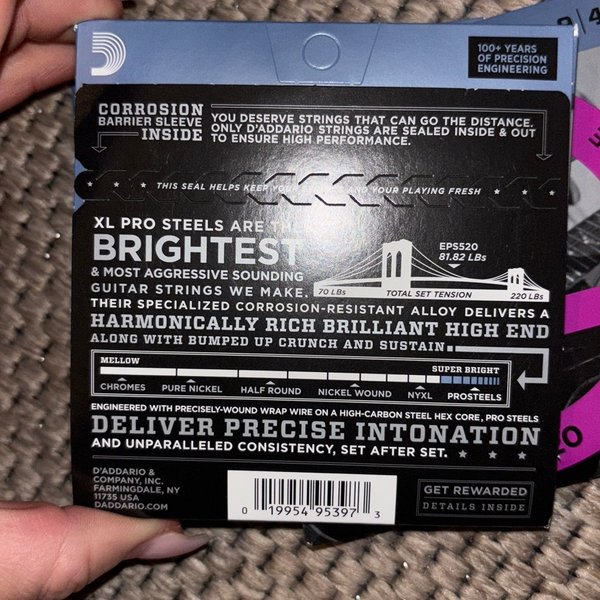 100+ YEARS
OF PRECISION
ENGINEERING
CORROSION
BARRIER SLEEVE
INSIDE
YOU DESERVE STRINGS THAT CAN GO THE DISTANCE.
ONLY D'ADDARIO STRINGS ARE SEALED INSIDE & OUT
TO ENSURE HIGH PERFORMANCE.
THIS SEAL HELPS KEEP YOUR AND YOUR PLAYING FRESH
XL PRO STEELS ARE THE
BRIGHTEST
& MOST AGGRESSIVE SOUNDING
GUITAR STRINGS WE MAKE.
EPS520
81.82 LBs
70 LBs TOTAL SET TENSION 220 LBs
THEIR SPECIALIZED CORROSION-RESISTANT ALLOY DELIVERS A
HARMONICALLY RICH BRILLIANT HIGH END
ALONG WITH BUMPED UP CRUNCH AND SUSTAIN.
MELLOW SUPER BRIGHT
CHROMES PURE NICKEL HALF ROUND NICKEL WOUND NYXL PROSTEELS
ENGINEERED WITH PRECISELY-WOUND WRAP WIRE ON A HIGH-CARBON STEEL HEX CORE, PRO STEELS
DELIVER PRECISE INTONATION
AND UNPARALLELED CONSISTENCY, SET AFTER SET.
D'ADDARIO &
COMPANY, INC.
FARMINGDALE, NY
11735 USA
DADDARIO.COM
0 19954 95397 3
GET REWARDED
DETAILS INSIDE